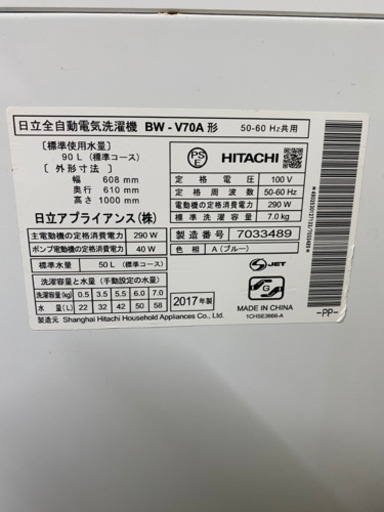 日立全自動電気洗濯機 BW-V70A 形 50-60 Hz共用
〔標準使用水量〕
90 L (標準コース)
〔外形寸法〕
幅 608 mm
奥行 610 mm
高さ 1000 mm
日立アプライアンス(株)
PSE
HITACHI
定格電圧 100 V
定格周波数 50-60 Hz
電動機の定格消費電力 290 W
標準洗濯容量 7.0 kg
主電動機の定格消費電力 290 W
ポンプ電動機の定格消費電力 40 W
製造番号 7033489
色相 A(ブルー)
標準水量 50 L (標準コース)
洗濯容量と水量(手動設定の水量)
洗濯容量(kg) 0.5 3.5 5.5 6.0 7.0
水量(L) 22 32 42 50 58
2017年製
S-JET
MADE IN CHINA
1CHSE3666-A
製造元 Shanghai Hitachi Household Appliances Co., Ltd.
-PP-